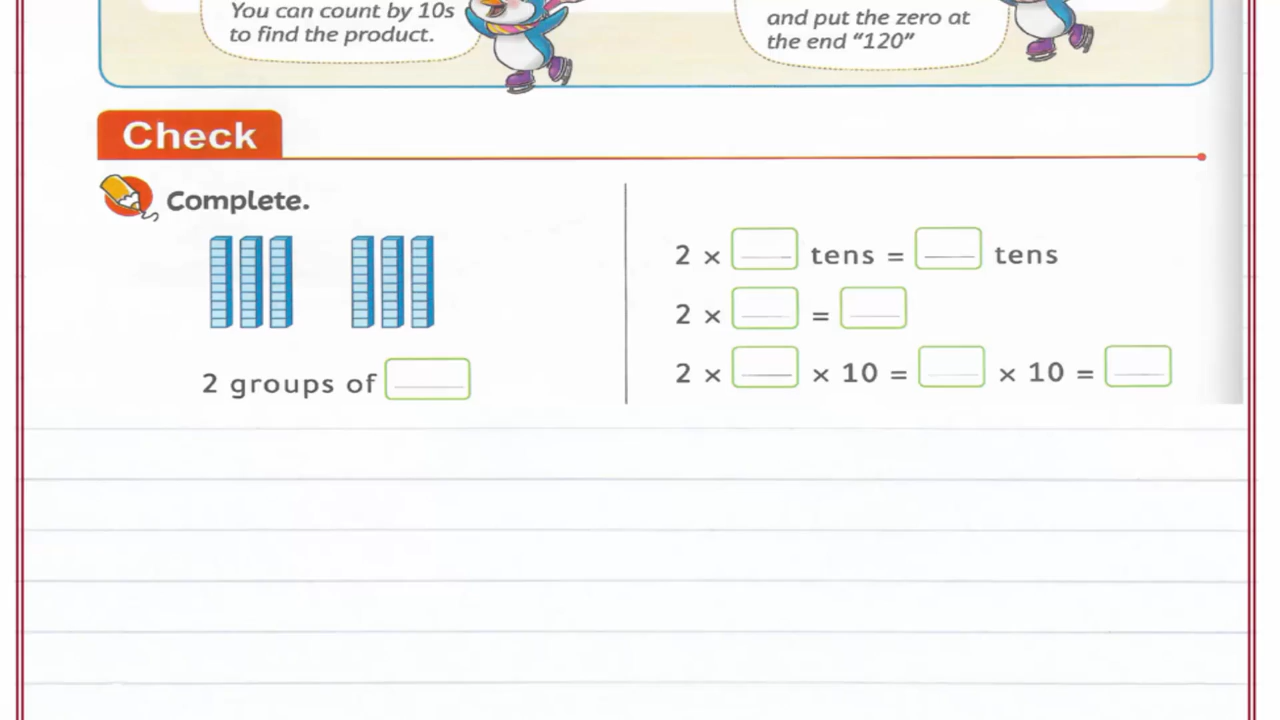 You can count by 10s
to find the product.
and put the zero at
the end “120”
Check
Complete.
2 groups of
2 × tens = tens
2 × =
2 × × 10 = × 10 =